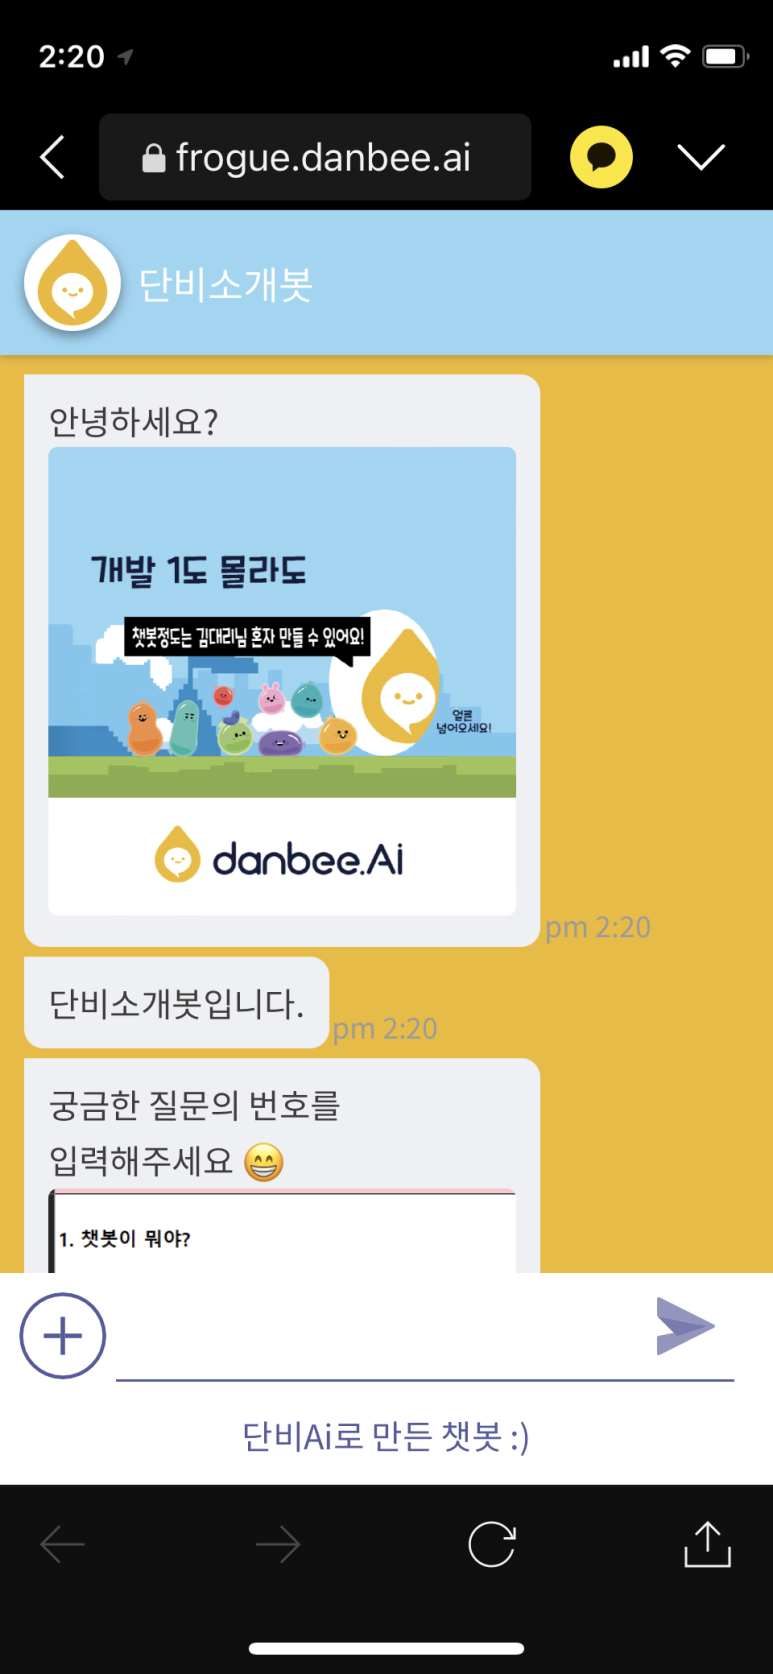 2:20
frogue.danbee.ai
단비소개봇
안녕하세요?
개발 1도 몰라도
챗봇정도는 김대리님 혼자 만들 수 있어요!
얼른
넘어오세요!
danbee.Ai
pm 2:20
단비소개봇입니다.
pm 2:20
궁금한 질문의 번호를
입력해주세요 😁
1. 챗봇이 뭐야?
단비Ai로 만든 챗봇 :)